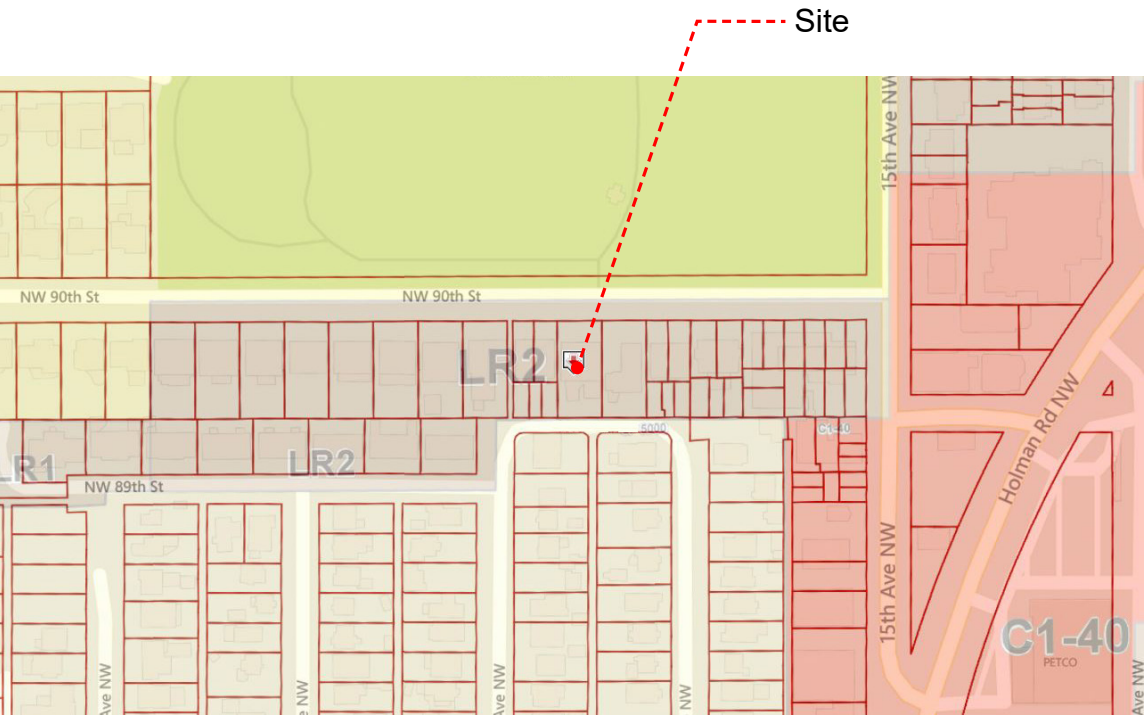 Site
15th Ave NW
NW 90th St
NW 90th St
LR2
5000
C1-40
Holman Rd NW
LR1
LR2
NW 89th St
15th Ave NW
C1-40
PETCO
Ave NW
Ave NW
Ave NW
NW
Ave NW